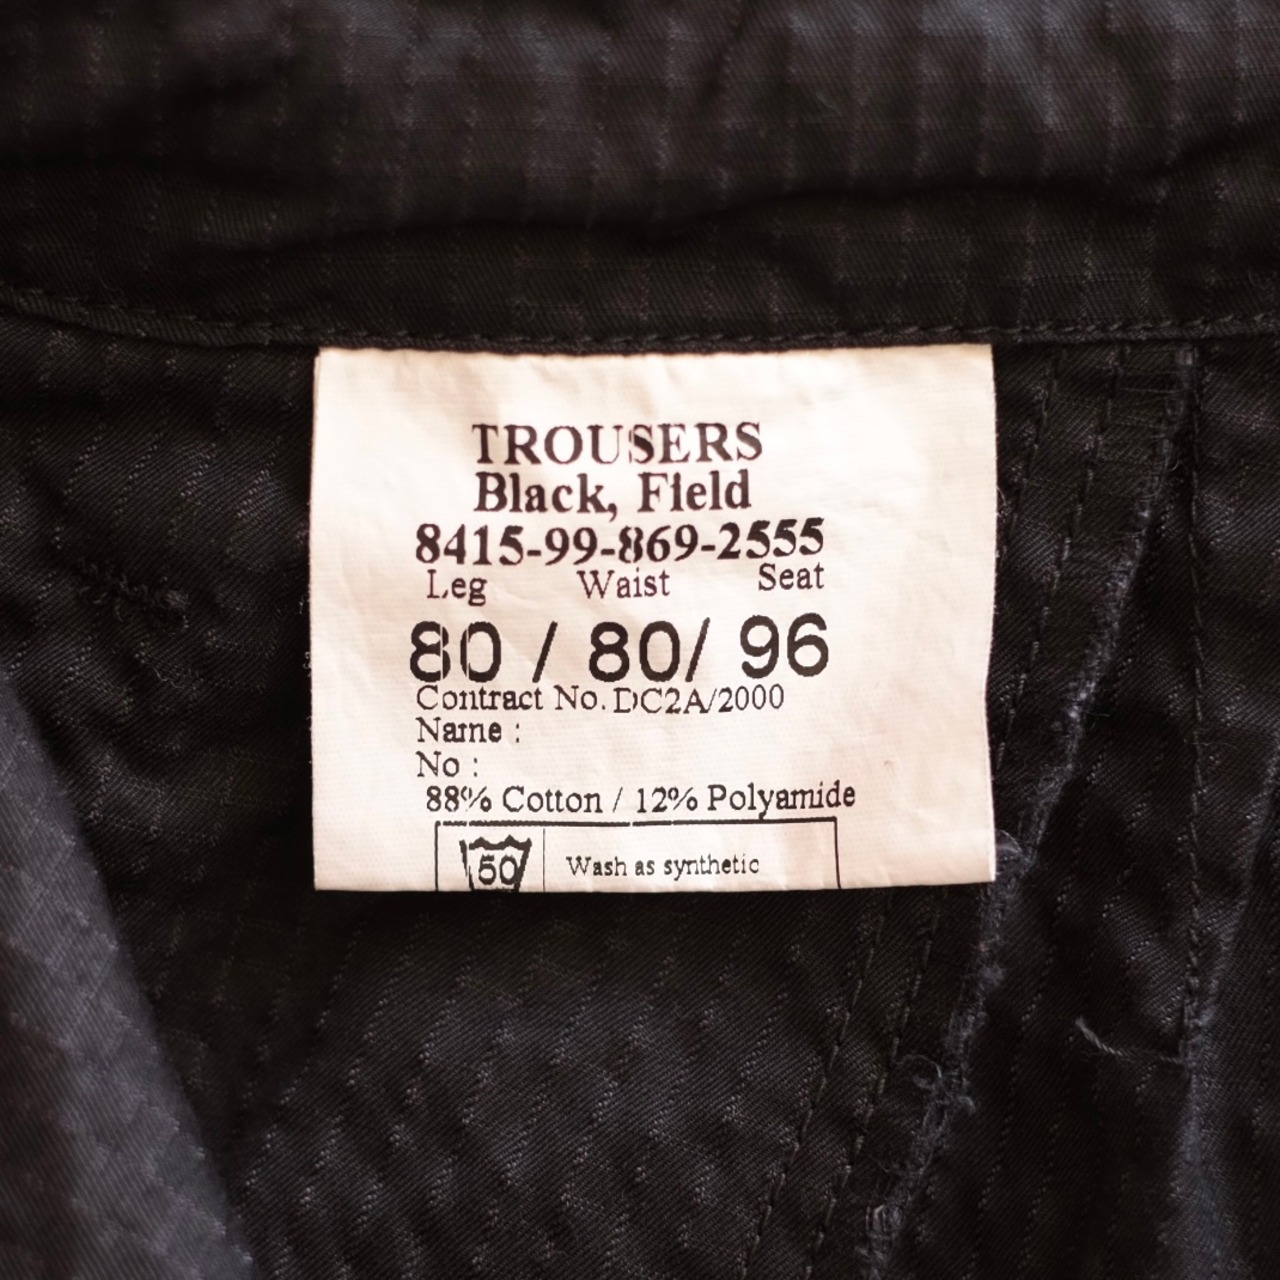 TROUSERS
Black, Field
8415-99-869-2555
Leg Waist Seat
80 / 80/ 96
Contract No. DC2A/2000
Name :
No :
88% Cotton / 12% Polyamide
50 Wash as synthetic